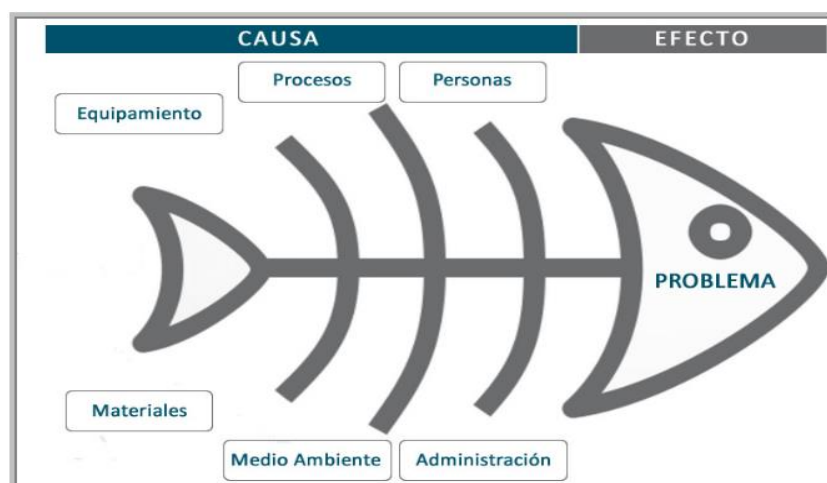 CAUSA EFECTO
Procesos Personas
Equipamiento
PROBLEMA
Materiales
Medio Ambiente Administración